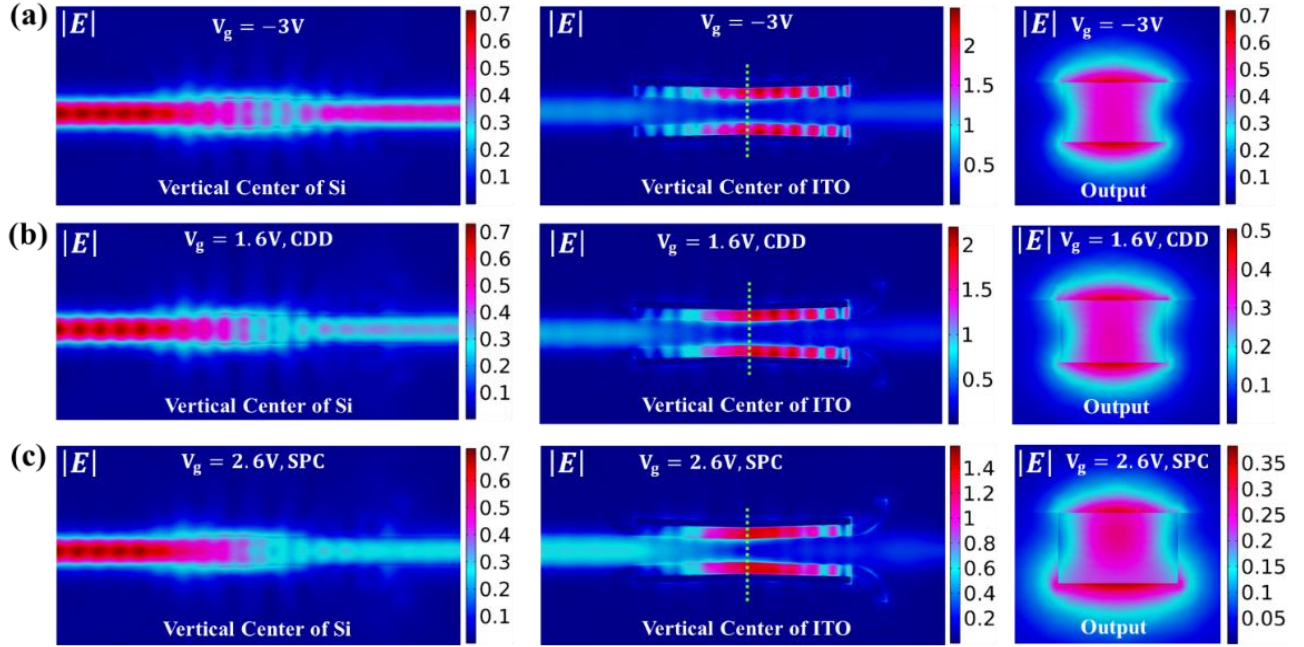 (a)
|E| V_g = −3V
0.7
0.6
0.5
0.4
0.3
0.2
0.1
Vertical Center of Si
|E| V_g = −3V
2
1.5
1
0.5
Vertical Center of ITO
|E| V_g = −3V
0.7
0.6
0.5
0.4
0.3
0.2
0.1
Output
(b)
|E| V_g = 1.6V, CDD
0.7
0.6
0.5
0.4
0.3
0.2
0.1
Vertical Center of Si
|E| V_g = 1.6V, CDD
2
1.5
1
0.5
Vertical Center of ITO
|E| V_g = 1.6V, CDD
0.5
0.4
0.3
0.2
0.1
Output
(c)
|E| V_g = 2.6V, SPC
0.7
0.6
0.5
0.4
0.3
0.2
0.1
Vertical Center of Si
|E| V_g = 2.6V, SPC
1.4
1.2
1
0.8
0.6
0.4
0.2
Vertical Center of ITO
|E| V_g = 2.6V, SPC
0.35
0.3
0.25
0.2
0.15
0.1
0.05
Output